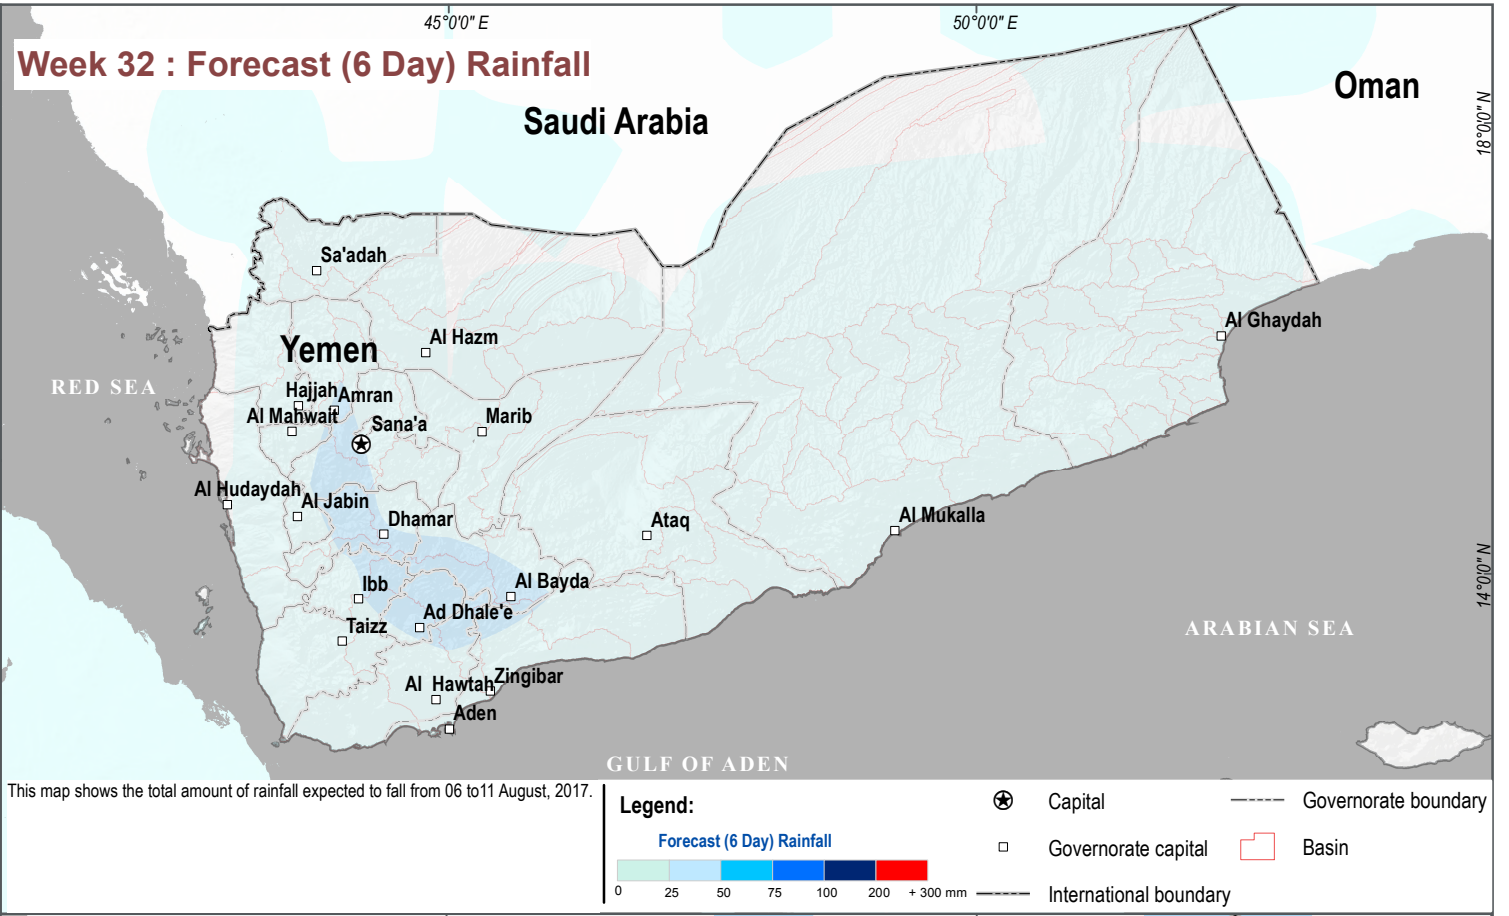 45°0'0" E
50°0'0" E
Week 32 : Forecast (6 Day) Rainfall
Oman
Saudi Arabia
18°0'0" N
Sa'adah
Al Ghaydah
Al Hazm
Yemen
RED SEA
Hajjah
Amran
Al Mahwait
Sana'a
Marib
Al Hudaydah
Al Jabin
Dhamar
Ataq
Al Mukalla
14°0'0" N
Ibb
Al Bayda
Ad Dhale'e
Taizz
ARABIAN SEA
Al Hawtah
Zingibar
Aden
GULF OF ADEN
This map shows the total amount of rainfall expected to fall from 06 to11 August, 2017.
Legend:
Forecast (6 Day) Rainfall
0 25 50 75 100 200 + 300 mm
Capital
Governorate capital
International boundary
Governorate boundary
Basin